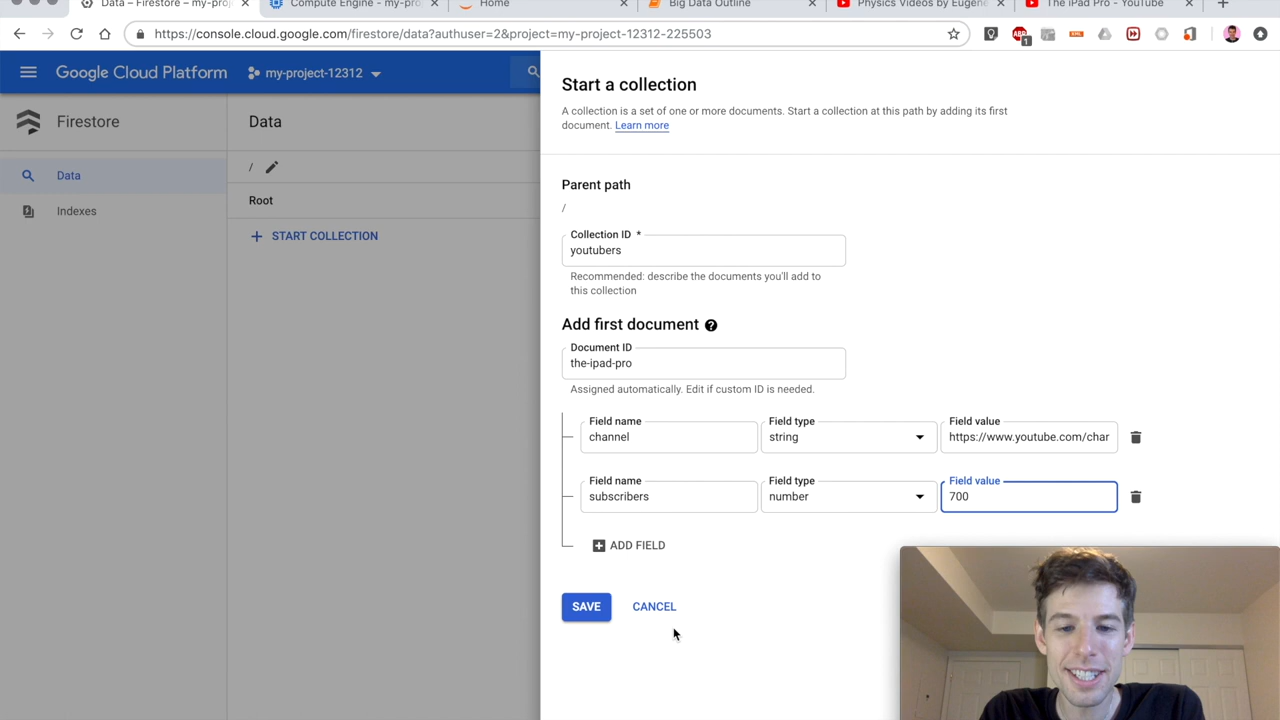 Data – Firestore – my-proj
Compute Engine - my-proj
Home
Big Data Outline
Physics Videos by Eugene
The iPad Pro - YouTube
https://console.cloud.google.com/firestore/data?authuser=2&project=my-project-12312-225503
1
Google Cloud Platform
my-project-12312
Firestore
Data
Indexes
Data
/
Root
START COLLECTION
Start a collection
A collection is a set of one or more documents. Start a collection at this path by adding its first
document. Learn more
Parent path
/
Collection ID *
youtubers
Recommended: describe the documents you'll add to
this collection
Add first document
Document ID
the-ipad-pro
Assigned automatically. Edit if custom ID is needed.
Field name Field type Field value
channel string https://www.youtube.com/char
Field name Field type Field value
subscribers number 700
ADD FIELD
SAVE CANCEL